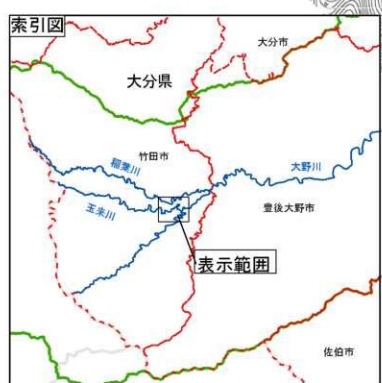 索引図
大分市
大分県
竹田市
稲葉川
大野川
玉来川
豊後大野市
表示範囲
佐伯市